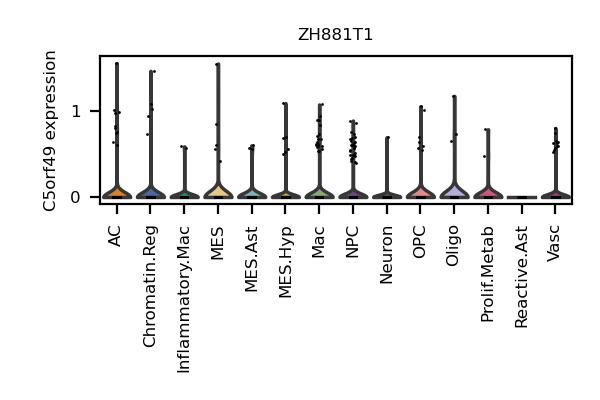 ZH881T1
C5orf49 expression
1
0
AC
Chromatin.Reg
Inflammatory.Mac
MES
MES.Ast
MES.Hyp
Mac
NPC
Neuron
OPC
Oligo
Prolif.Metab
Reactive.Ast
Vasc